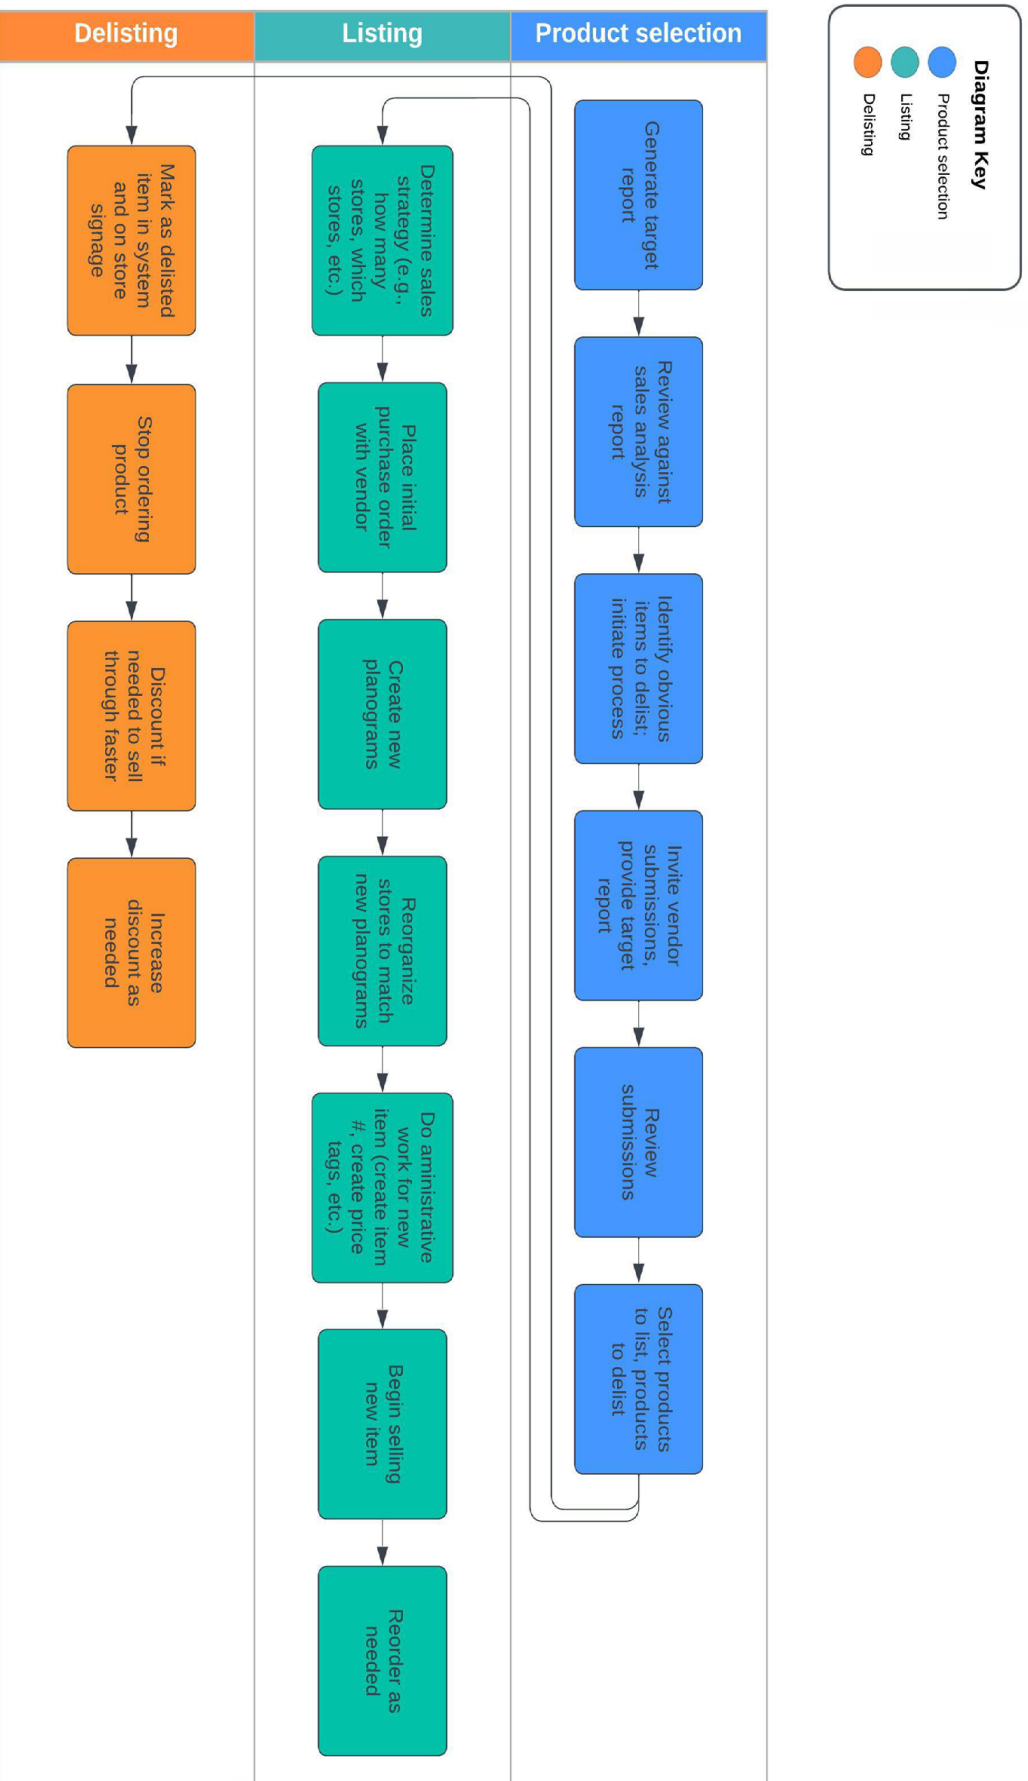 Diagram Key
Product selection
Listing
Delisting
Product selection
Generate target
report
Review against
sales analysis
report
Identify obvious
items to delist;
initiate process
Invite vendor
submissions,
provide target
report
Review
submissions
Select products
to list, products
to delist
Listing
Determine sales
strategy (e.g.,
how many
stores, which
stores, etc.)
Place initial
purchase order
with vendor
Create new
planograms
Reorganize
stores to match
new planograms
Do aministrative
work for new
item (create item
#, create price
tags, etc.)
Begin selling
new item
Reorder as
needed
Delisting
Mark as delisted
item in system
and on store
signage
Stop ordering
product
Discount if
needed to sell
through faster
Increase
discount as
needed